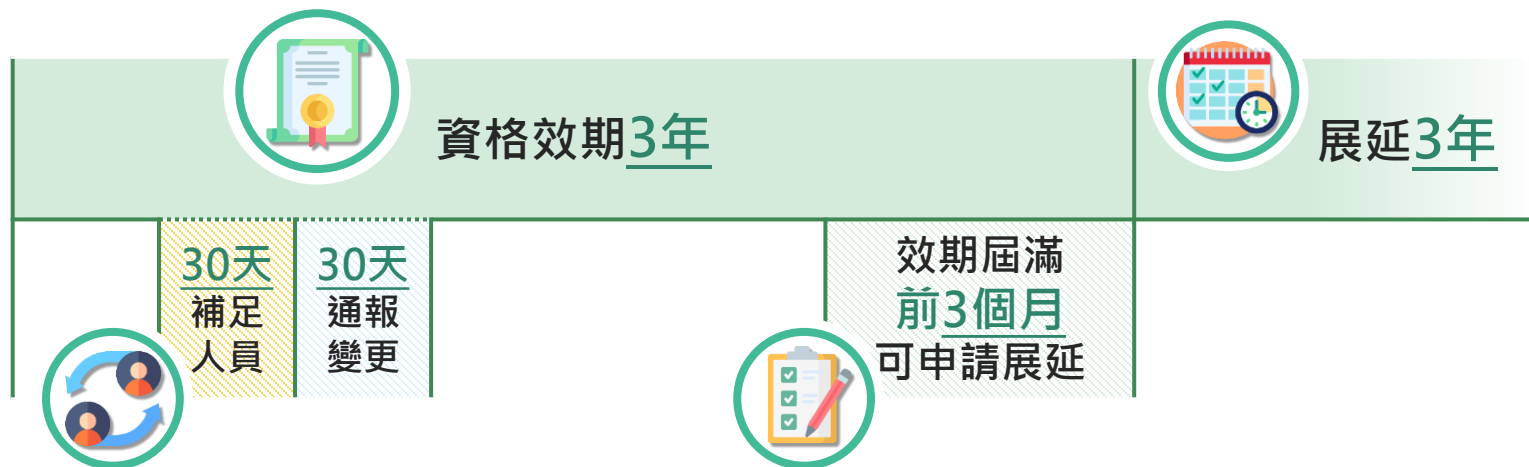 資格效期3年
展延3年
30天
補足
人員
30天
通報
變更
效期屆滿
前3個月
可申請展延